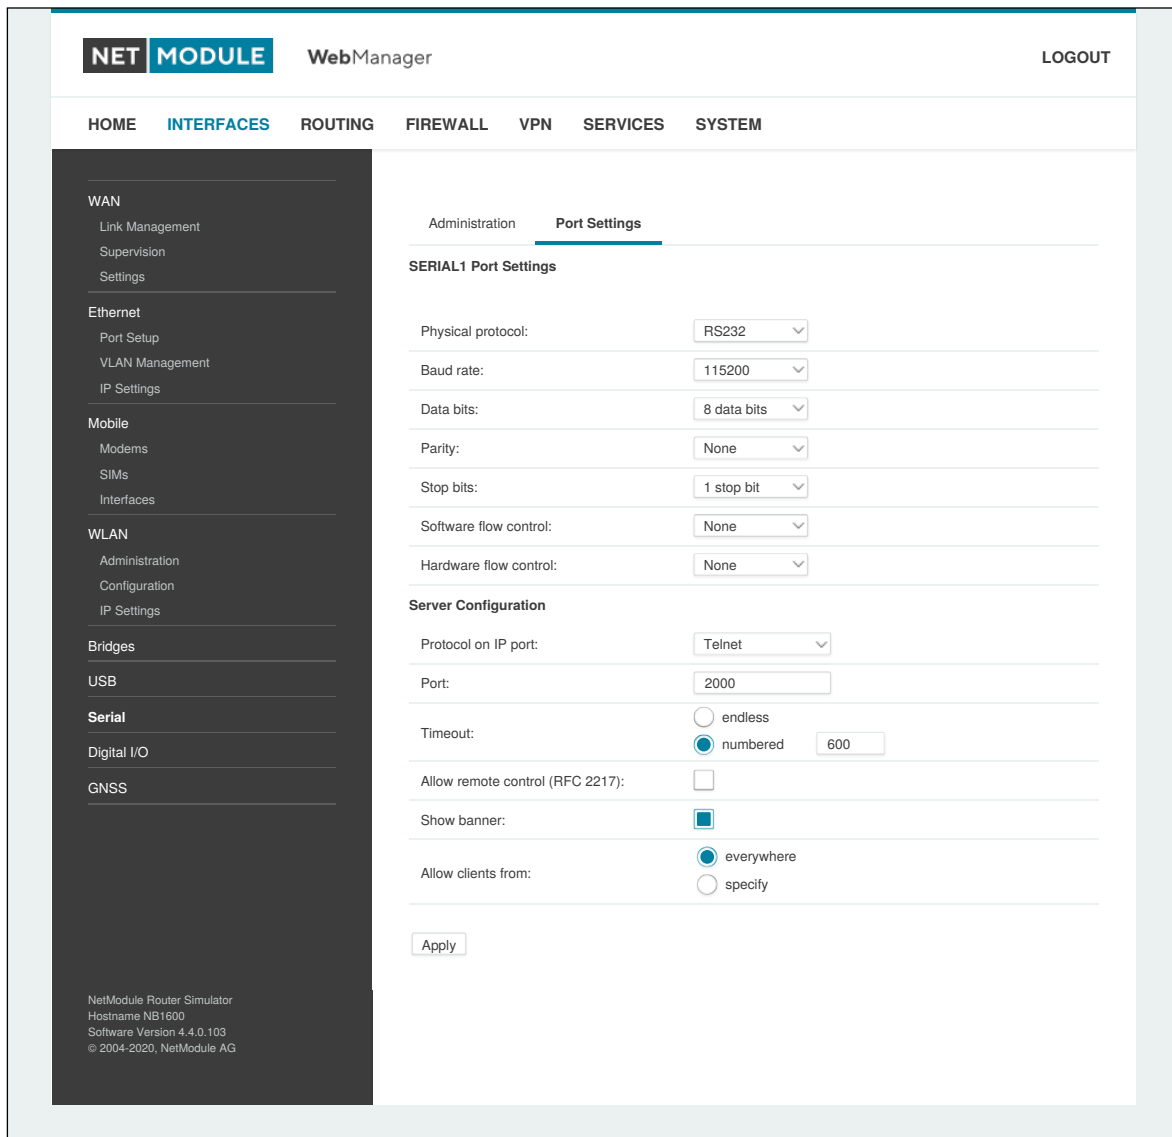 NET MODULE WebManager LOGOUT
HOME INTERFACES ROUTING FIREWALL VPN SERVICES SYSTEM
WAN
Link Management
Supervision
Settings
Ethernet
Port Setup
VLAN Management
IP Settings
Mobile
Modems
SIMs
Interfaces
WLAN
Administration
Configuration
IP Settings
Bridges
USB
Serial
Digital I/O
GNSS
NetModule Router Simulator
Hostname NB1600
Software Version 4.4.0.103
© 2004-2020, NetModule AG
Administration Port Settings
SERIAL1 Port Settings
Physical protocol: RS232
Baud rate: 115200
Data bits: 8 data bits
Parity: None
Stop bits: 1 stop bit
Software flow control: None
Hardware flow control: None
Server Configuration
Protocol on IP port: Telnet
Port: 2000
Timeout:
endless
numbered 600
Allow remote control (RFC 2217):
Show banner:
Allow clients from:
everywhere
specify
Apply